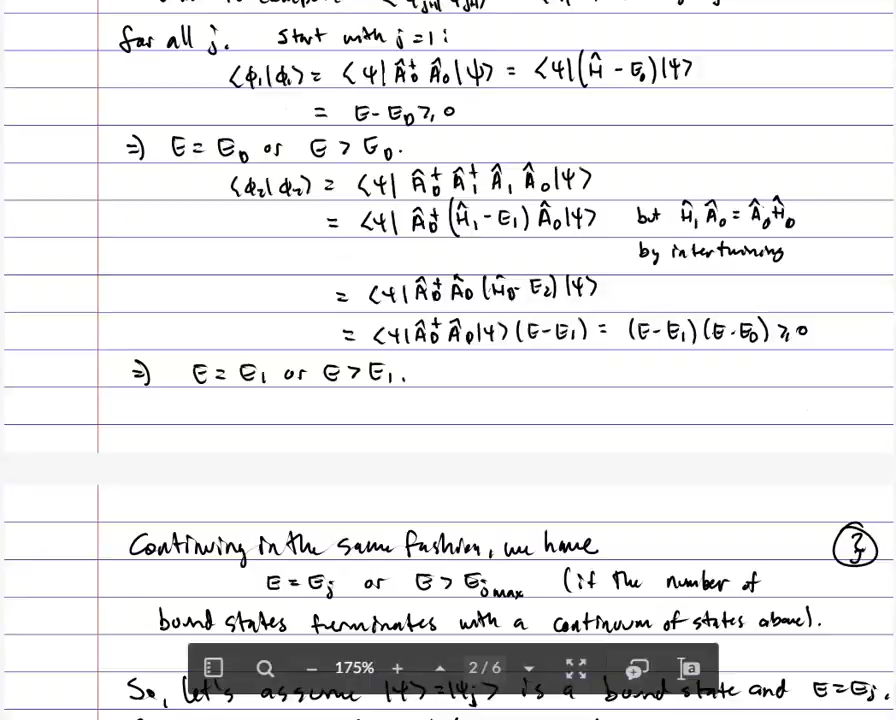 for all j. Start with j=1:
⟨φ₁|φ₁⟩ = ⟨ψ| Â₀† Â₀ |ψ⟩ = ⟨ψ|(Ĥ - E₀)|ψ⟩
= E - E₀ ≥ 0
⇒ E = E₀ or E > E₀.
⟨φ₂|φ₂⟩ = ⟨ψ| Â₀† Â₁† Â₁ Â₀ |ψ⟩
= ⟨ψ| Â₀† (Ĥ₁ - E₁) Â₀ |ψ⟩ but Ĥ₁ Â₀ = Â₀ Ĥ₀
by intertwining
= ⟨ψ| Â₀† Â₀ (Ĥ₀ - E₂) |ψ⟩
= ⟨ψ| Â₀† Â₀ |ψ⟩ (E - E₁) = (E - E₁)(E - E₀) ≥ 0
⇒ E = E₁ or E > E₁.
Continuing in the same fashion, we have
3
E = Eⱼ or E > E_{j max} (if the number of
bound states terminates with a continuum of states above).
175% 2 / 6
So, let's assume |ψ⟩ = |ψⱼ⟩ is a bound state and E = Eⱼ.